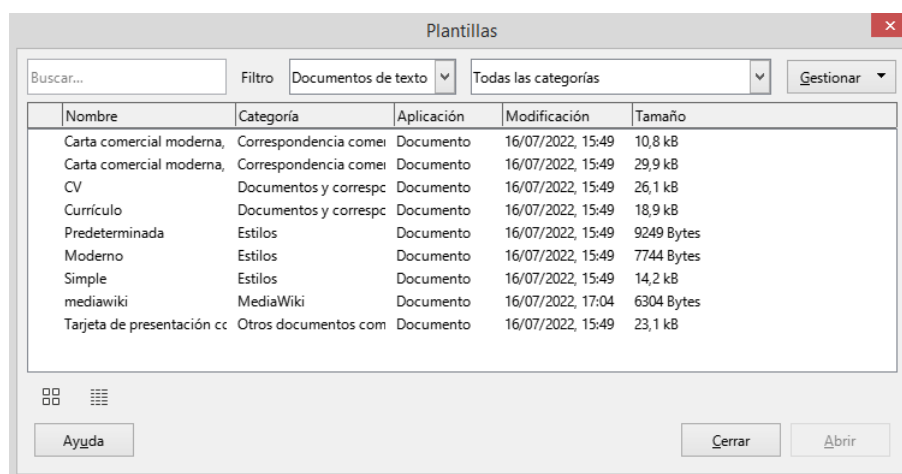 Plantillas
Buscar... Filtro Documentos de texto Todas las categorías Gestionar
Nombre Categoría Aplicación Modificación Tamaño
Carta comercial moderna, Correspondencia comer Documento 16/07/2022, 15:49 10,8 kB
Carta comercial moderna, Correspondencia comer Documento 16/07/2022, 15:49 29,9 kB
CV Documentos y correspc Documento 16/07/2022, 15:49 26,1 kB
Currículo Documentos y correspc Documento 16/07/2022, 15:49 18,9 kB
Predeterminada Estilos Documento 16/07/2022, 15:49 9249 Bytes
Moderno Estilos Documento 16/07/2022, 15:49 7744 Bytes
Simple Estilos Documento 16/07/2022, 15:49 14,2 kB
mediawiki MediaWiki Documento 16/07/2022, 17:04 6304 Bytes
Tarjeta de presentación cc Otros documentos com Documento 16/07/2022, 15:49 23,1 kB
Ayuda Cerrar Abrir